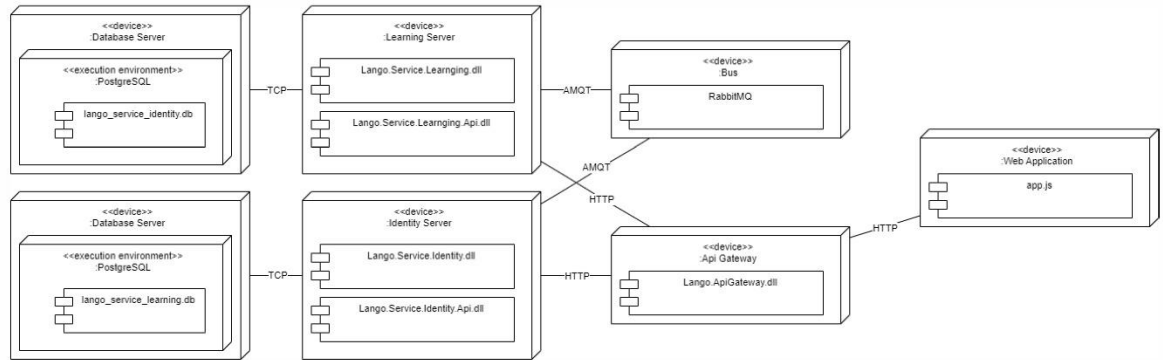 <<device>>
:Database Server
<<execution environment>>
:PostgreSQL
lango_service_identity.db
TCP
<<device>>
:Learning Server
Lango.Service.Learnging.dll
Lango.Service.Learnging.Api.dll
AMQT
<<device>>
:Bus
RabbitMQ
AMQT
HTTP
<<device>>
:Database Server
<<execution environment>>
:PostgreSQL
lango_service_learning.db
TCP
<<device>>
:Identity Server
Lango.Service.Identity.dll
Lango.Service.Identity.Api.dll
HTTP
<<device>>
:Api Gateway
Lango.ApiGateway.dll
HTTP
<<device>>
:Web Application
app.js